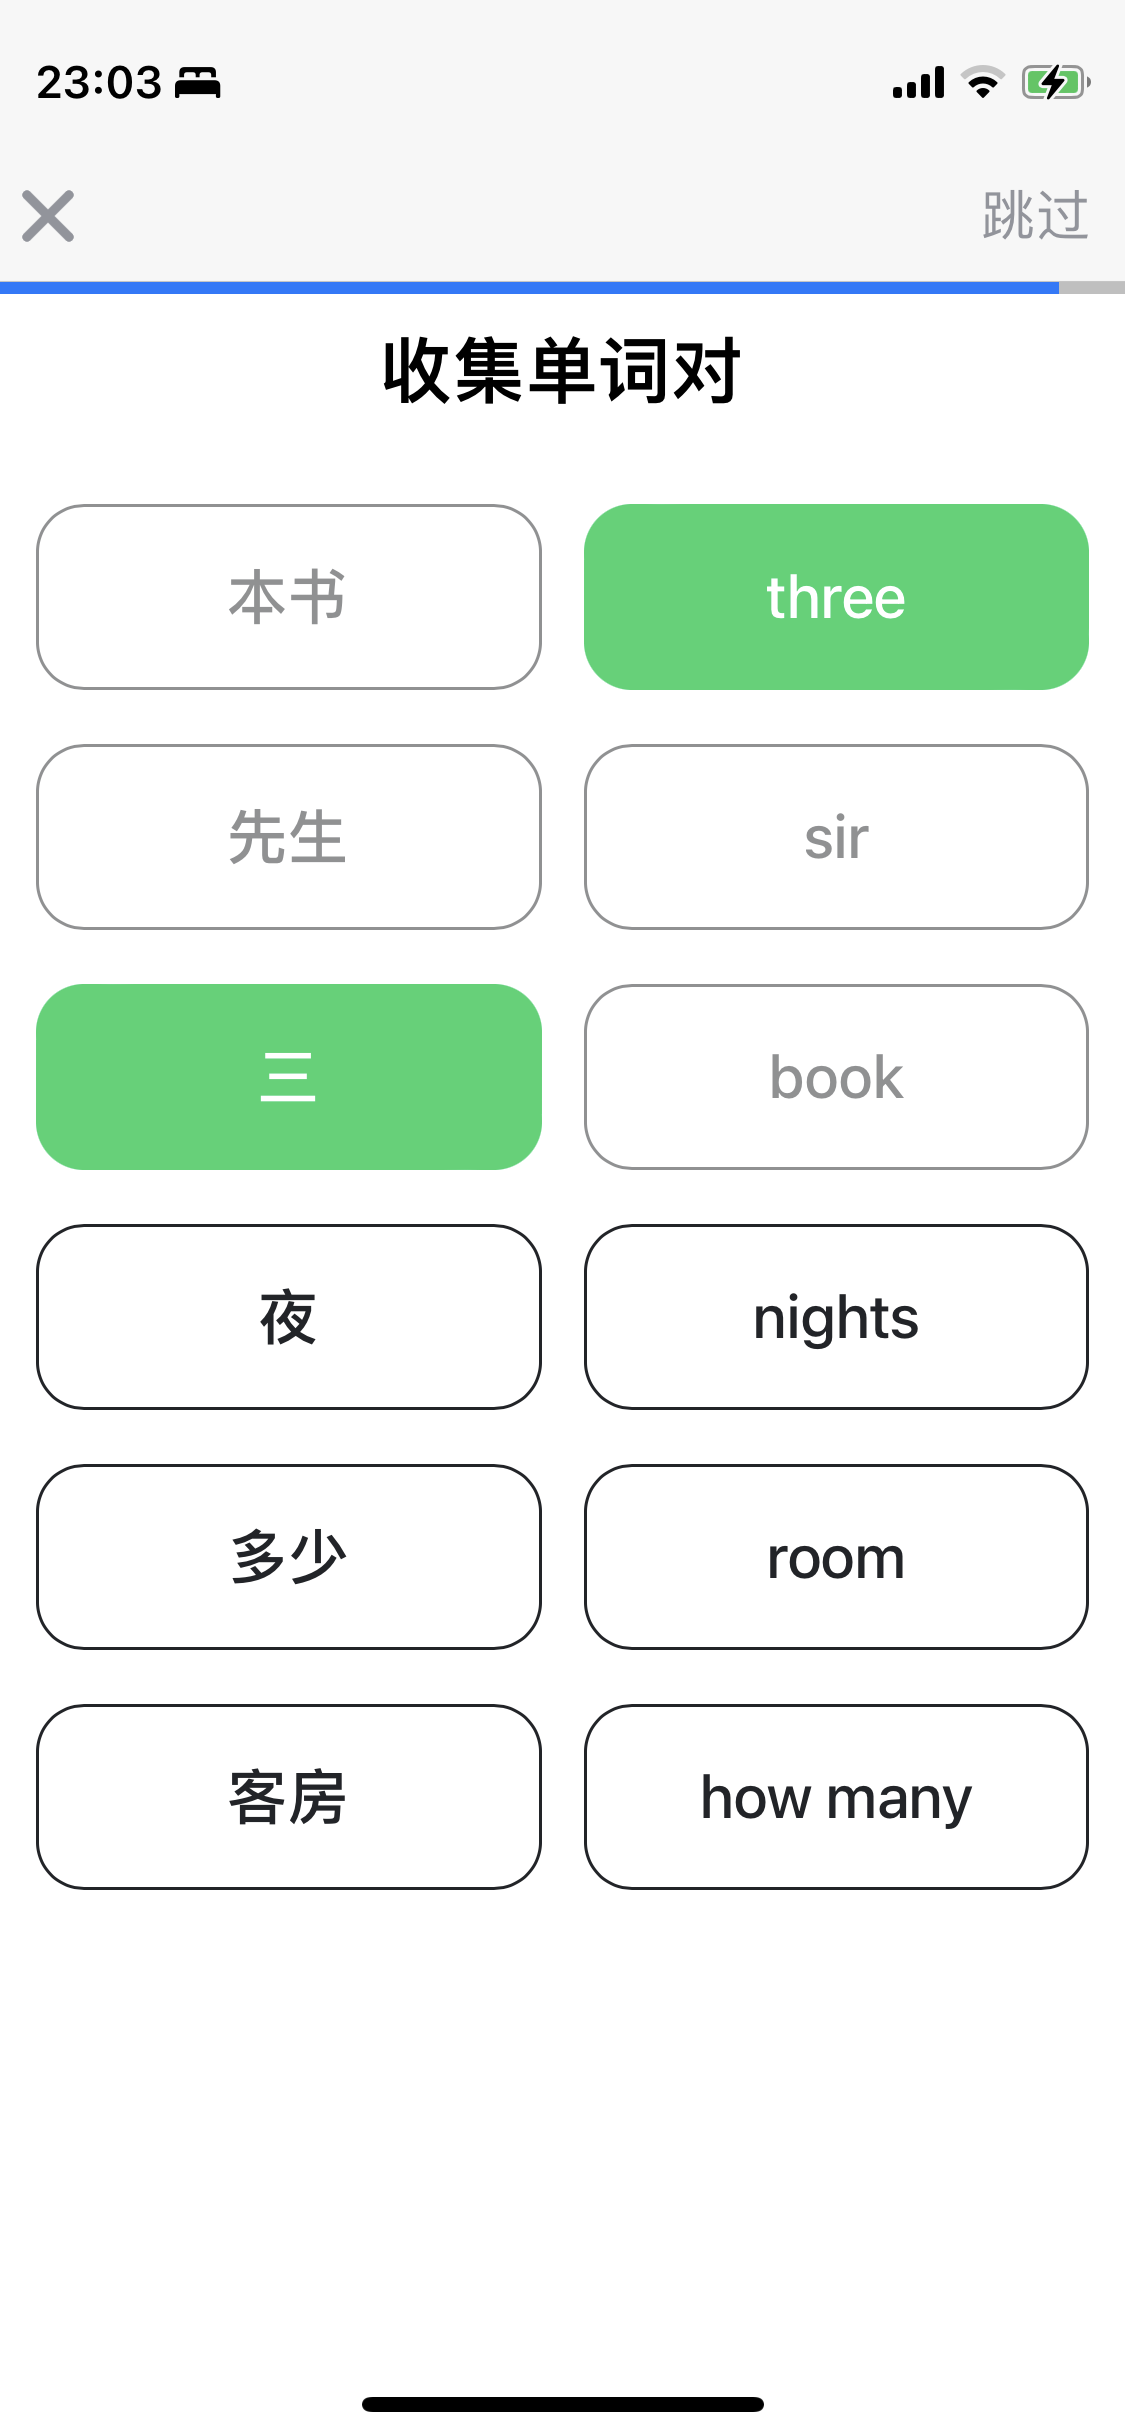 23:03
跳过
收集单词对
本书
three
先生
sir
三
book
夜
nights
多少
room
客房
how many